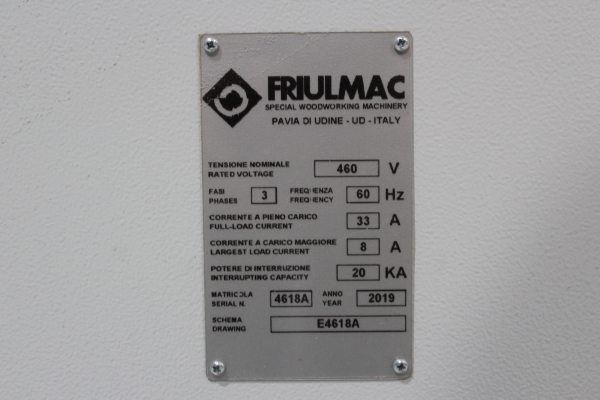 FRIULMAC
SPECIAL WOODWORKING MACHINERY
PAVIA DI UDINE - UD - ITALY
TENSIONE NOMINALE
RATED VOLTAGE 460 V
FASI
PHASES 3 FREQUENZA
FREQUENCY 60 Hz
CORRENTE A PIENO CARICO
FULL-LOAD CURRENT 33 A
CORRENTE A CARICO MAGGIORE
LARGEST LOAD CURRENT 8 A
POTERE DI INTERRUZIONE
INTERRUPTING CAPACITY 20 KA
MATRICOLA
SERIAL N. 4618A ANNO
YEAR 2019
SCHEMA
DRAWING E4618A